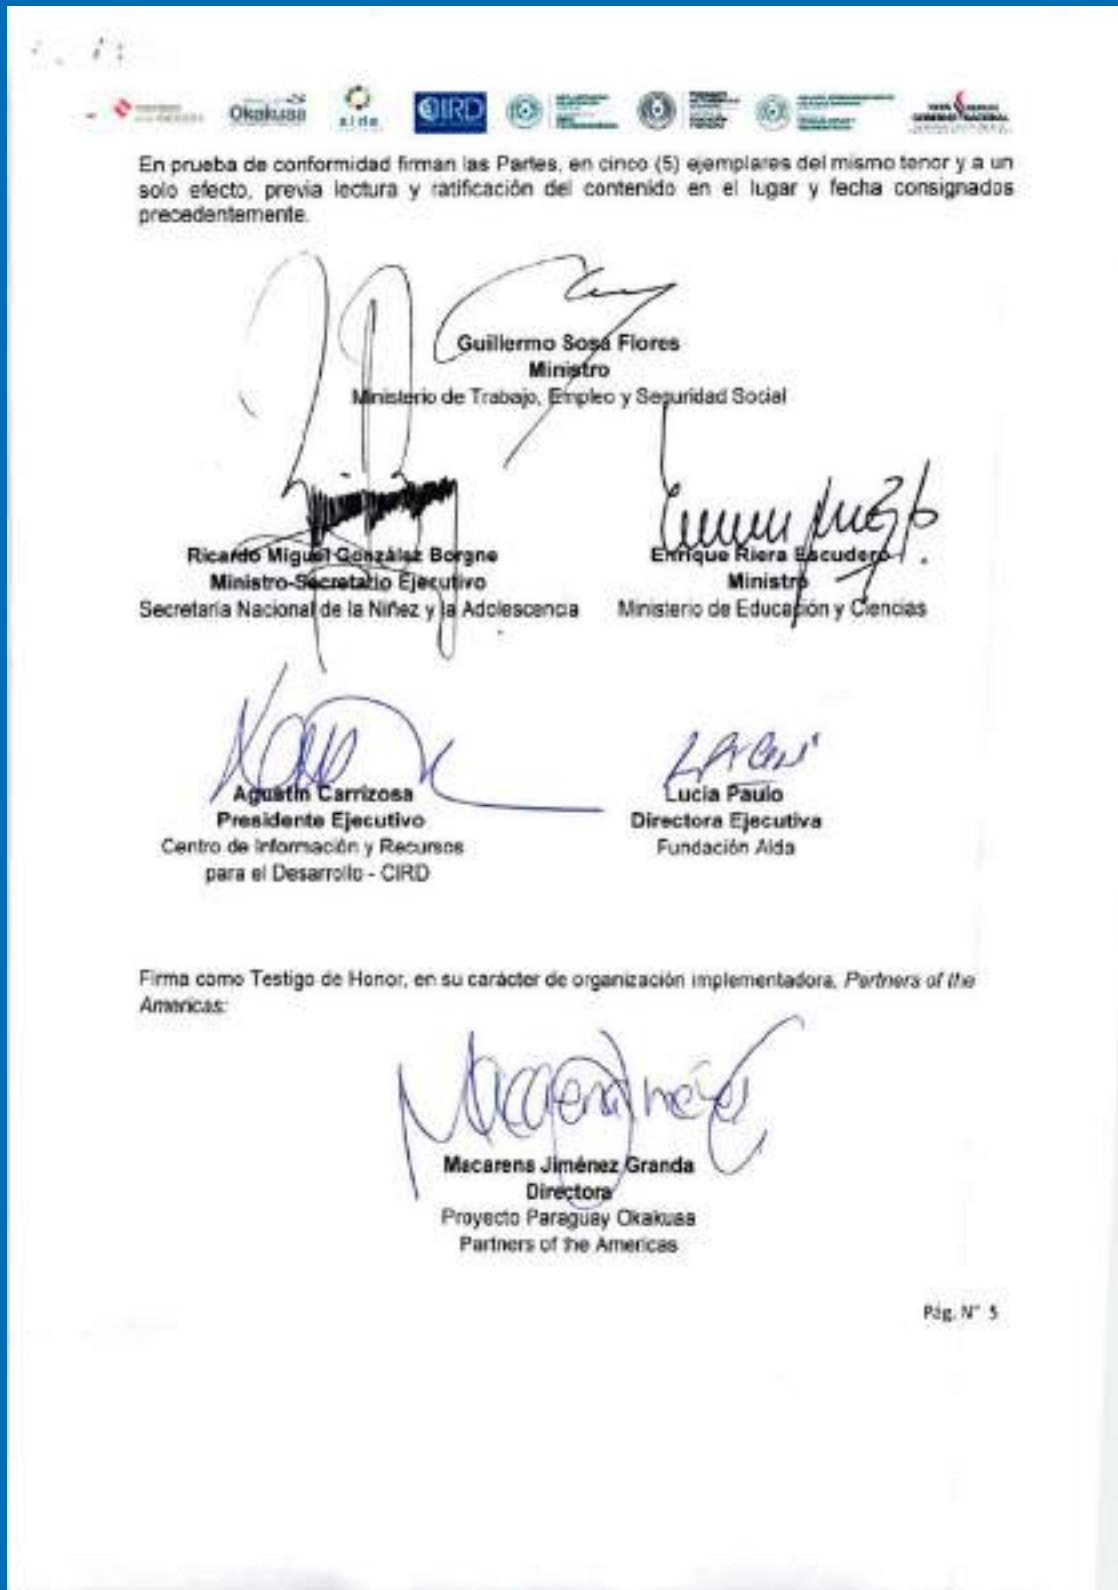 Okakuaa
aida
CIRD
En prueba de conformidad firman las Partes, en cinco (5) ejemplares del mismo tenor y a un
solo efecto, previa lectura y ratificación del contenido en el lugar y fecha consignados
precedentemente.
Guillermo Sosa Flores
Ministro
Ministerio de Trabajo, Empleo y Seguridad Social
Ricardo Miguel González Borgne
Ministro-Secretario Ejecutivo
Secretaría Nacional de la Niñez y la Adolescencia
Enrique Riera Escudero
Ministro
Ministerio de Educación y Ciencias
Agustín Carrizosa
Presidente Ejecutivo
Centro de Información y Recursos
para el Desarrollo - CIRD
Lucia Paulo
Directora Ejecutiva
Fundación Alda
Firma como Testigo de Honor, en su carácter de organización implementadora, Partners of the
Americas:
Macarena Jiménez Granda
Directora
Proyecto Paraguay Okakuaa
Partners of the Americas
Pág. N° 5